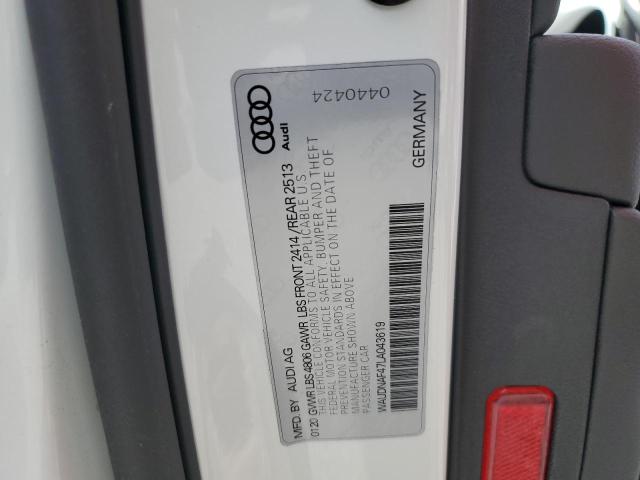 MFD. BY AUDI AG
0120 GVWR LBS 4806 GAWR LBS FRONT 2414 /REAR 2513
THIS VEHICLE CONFORMS TO ALL APPLICABLE U.S.
FEDERAL MOTOR VEHICLE SAFETY, BUMPER AND THEFT
PREVENTION STANDARDS IN EFFECT ON THE DATE OF
MANUFACTURE SHOWN ABOVE
PASSENGER CAR
WAUDNAF47LA043619
GERMANY
Audi
0440424